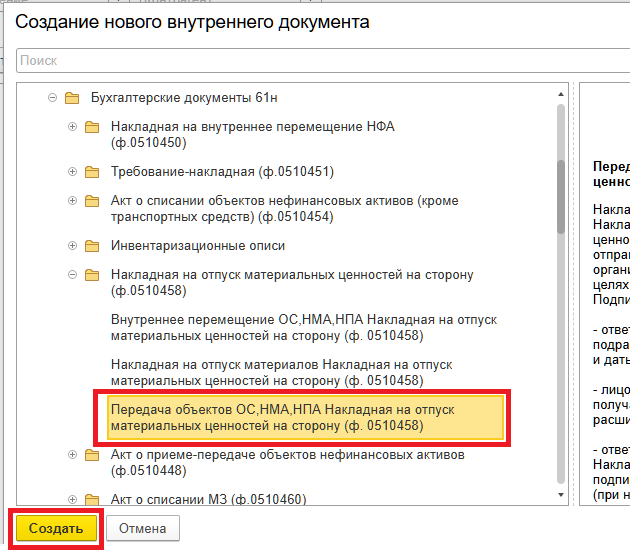 Создание нового внутреннего документа
Поиск
Бухгалтерские документы 61н
Накладная на внутреннее перемещение НФА
(ф.0510450)
Требование-накладная (ф.0510451)
Акт о списании объектов нефинансовых активов (кроме
транспортных средств) (ф.0510454)
Инвентаризационные описи
Накладная на отпуск материальных ценностей на сторону
(ф.0510458)
Внутреннее перемещение ОС,НМА,НПА Накладная на отпуск
материальных ценностей на сторону (ф. 0510458)
Накладная на отпуск материалов Накладная на отпуск
материальных ценностей на сторону (ф. 0510458)
Передача объектов ОС,НМА,НПА Накладная на отпуск
материальных ценностей на сторону (ф. 0510458)
Акт о приеме-передаче объектов нефинансовых активов
(ф.0510448)
Акт о списании МЗ (ф.0510460)
Перед
ценно
Накла
Накла
ценно
отпра
органи
целях
Подпи
- отве
подра
и даты
- лицо
получа
расши
- отве
Накла
подпи
(при н
Создать
Отмена